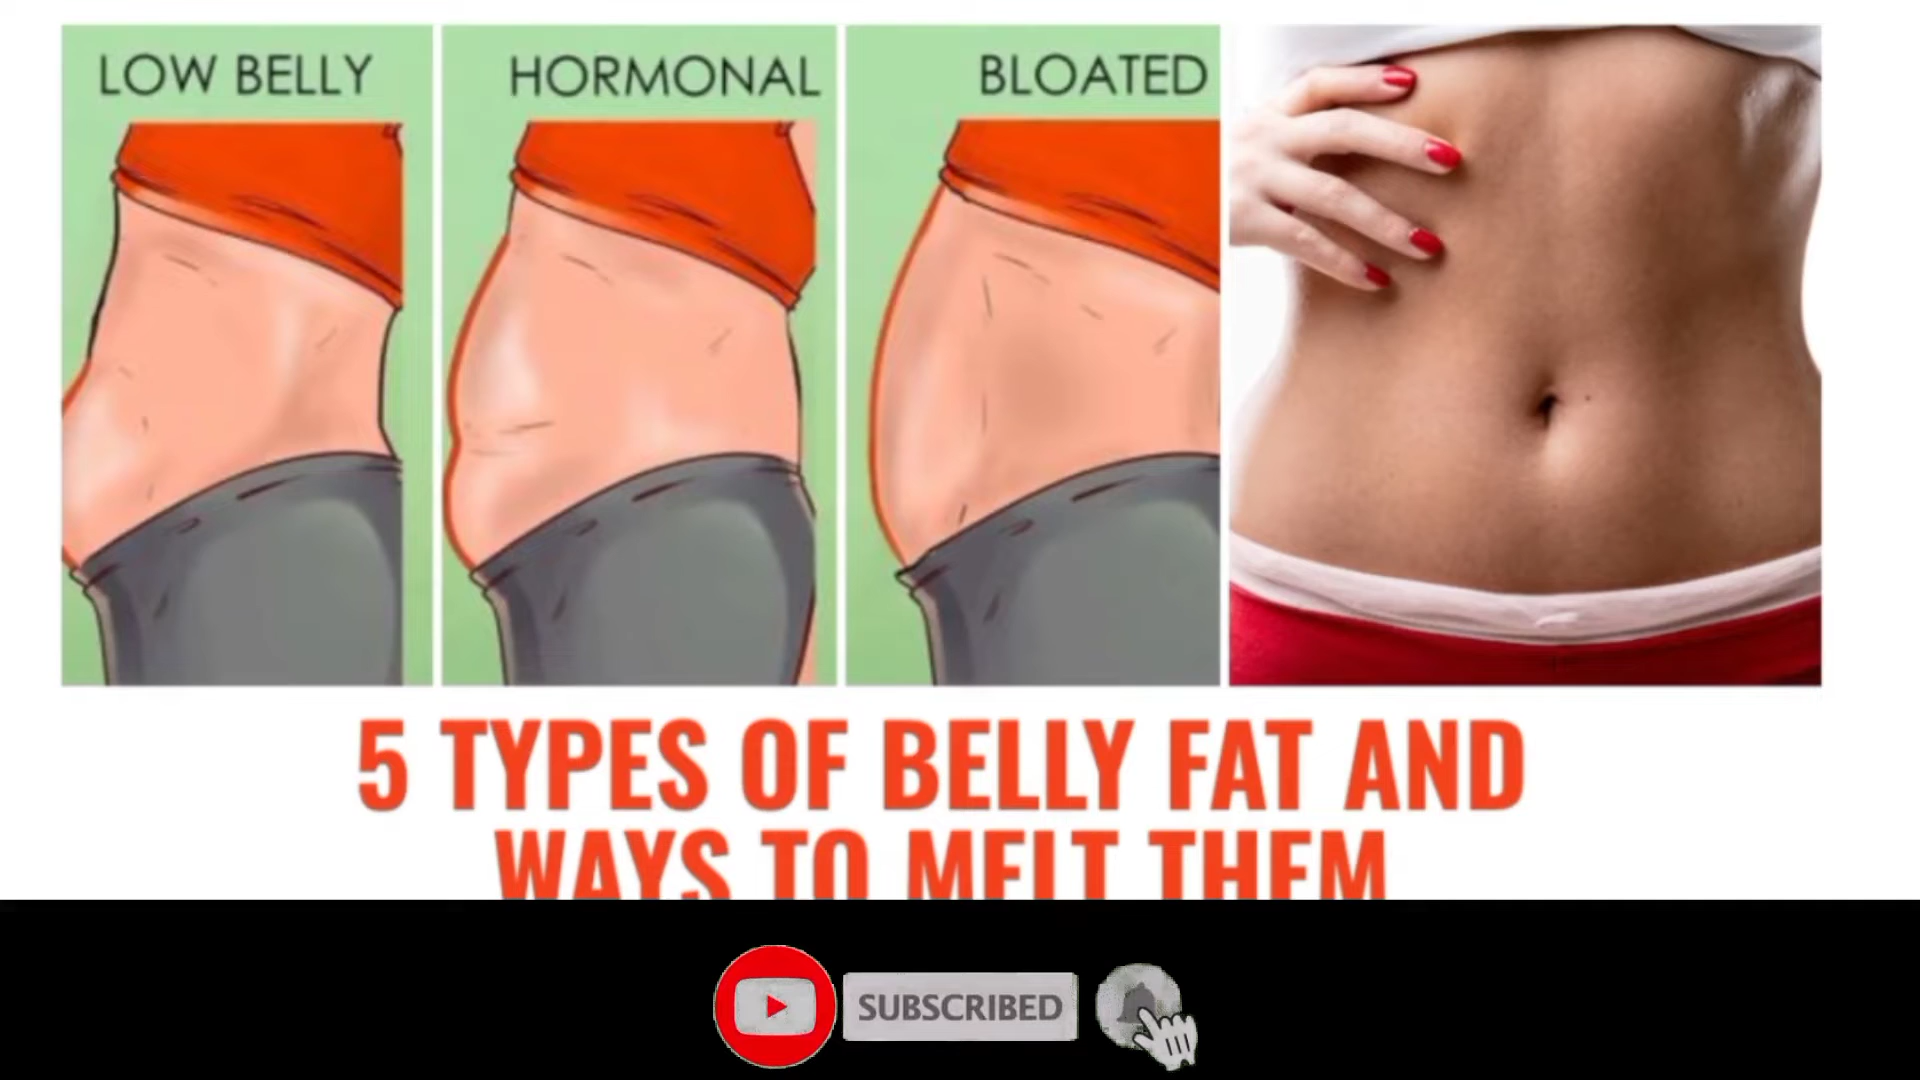 LOW BELLY
HORMONAL
BLOATED
5 TYPES OF BELLY FAT AND
WAYS TO MELT THEM
SUBSCRIBED